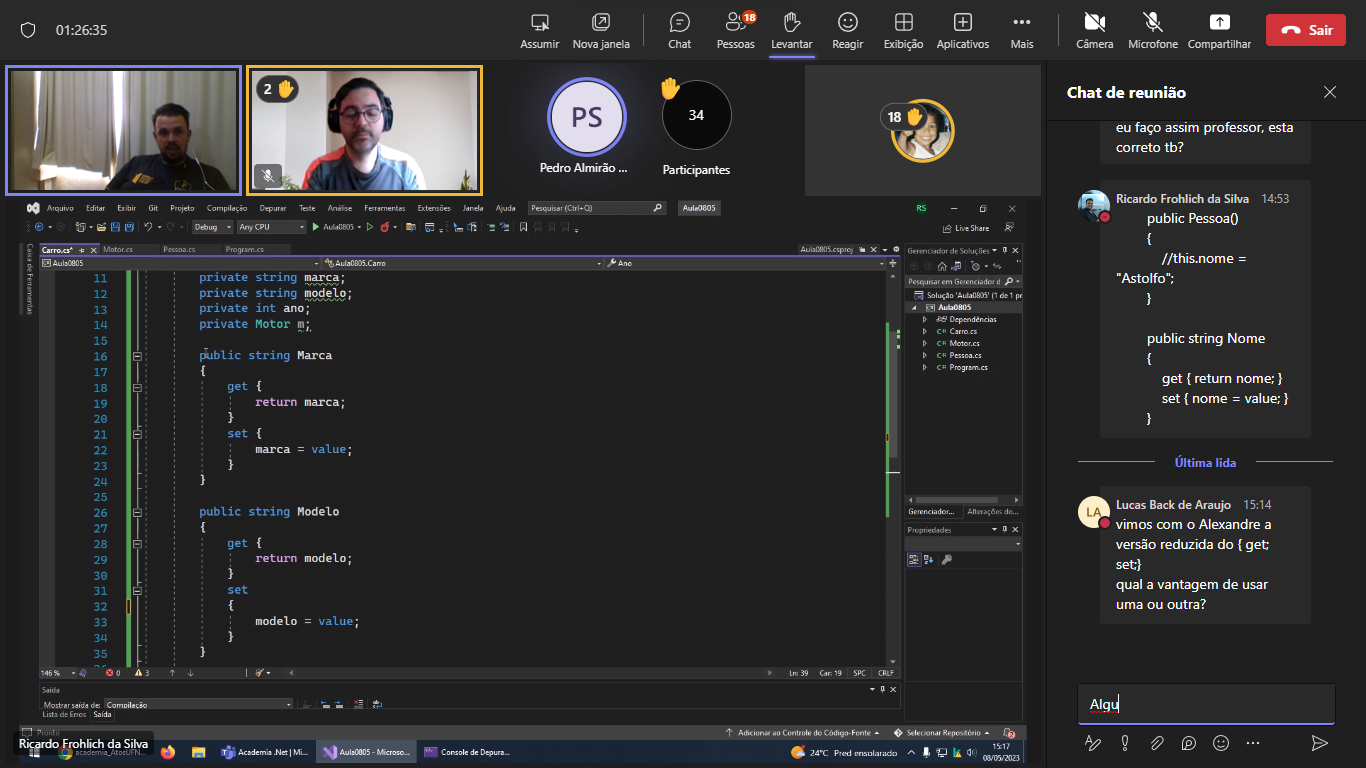 01:26:35
Assumir
Nova janela
Chat
Pessoas
18
Levantar
Reagir
Exibição
Aplicativos
Mais
Câmera
Microfone
Compartilhar
Sair
2
PS
Pedro Almirão ...
34
Participantes
18
Arquivo Editar Exibir Git Projeto Compilação Depurar Teste Análise Ferramentas Extensões Janela Ajuda Pesquisar (Ctrl+Q) Aula0805 RS
Debug Any CPU Aula0805 Live Share
Caixa de Ferramentas
Carro.cs* Motor.cs Pessoa.cs Program.cs Aula0805.csproj
Aula0805 Aula0805.Carro Ano
11 private string marca;
12 private string modelo;
13 private int ano;
14 private Motor m;
15
16 public string Marca
17 {
18 get {
19 return marca;
20 }
21 set {
22 marca = value;
23 }
24 }
25
26 public string Modelo
27 {
28 get {
29 return modelo;
30 }
31 set
32 {
33 modelo = value;
34 }
35 }
146 % 0 3 Ln: 39 Car: 19 SPC CRLF
Saída
Mostrar saída de: Compilação
Lista de Erros Saída
Pronto
Adicionar ao Controle do Código-Fonte Selecionar Repositório 2
Gerenciador de Soluções
Pesquisar em Gerenciador d
Solução 'Aula0805' (1 de 1 pr
Aula0805
Dependências
C# Carro.cs
C# Motor.cs
C# Pessoa.cs
C# Program.cs
Gerenciador... Alterações do...
Propriedades
Ricardo Frohlich da Silva
academia_AtosUFN...
Academia .Net | Mi...
Aula0805 - Microso...
Console de Depura...
24°C Pred ensolarado
15:17
08/05/2023
Chat de reunião
eu faço assim professor, esta
correto tb?
Ricardo Frohlich da Silva 14:53
public Pessoa()
{
//this.nome =
"Astolfo";
}
public string Nome
{
get { return nome; }
set { nome = value; }
}
Última lida
LA
Lucas Back de Araujo 15:14
vimos com o Alexandre a
versão reduzida do { get;
set;}
qual a vantagem de usar
uma ou outra?
Algu